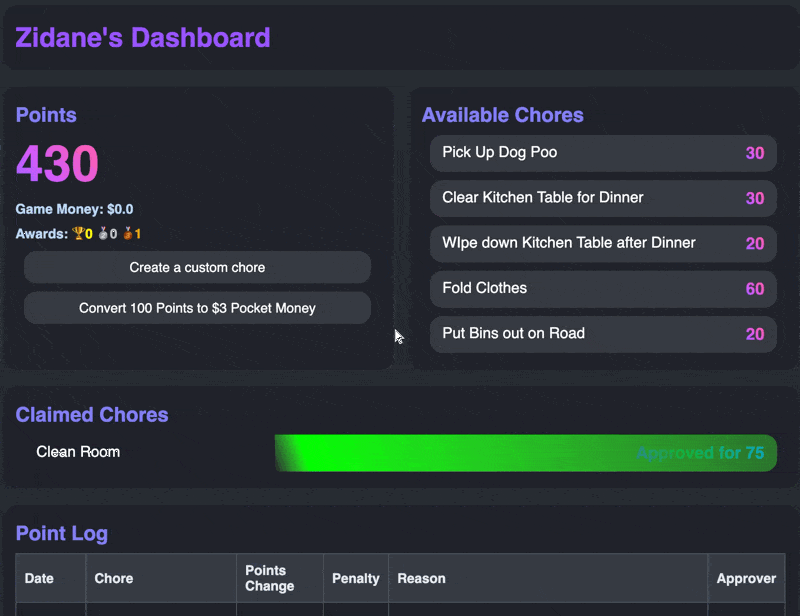 Zidane's Dashboard
Points
430
Game Money: $0.0
Awards: 🏆0 🥈0 🥉1
Create a custom chore
Convert 100 Points to $3 Pocket Money
Available Chores
Pick Up Dog Poo 30
Clear Kitchen Table for Dinner 30
WIpe down Kitchen Table after Dinner 20
Fold Clothes 60
Put Bins out on Road 20
Claimed Chores
Clean Room Approved for 75
Point Log
Date Chore Points Change Penalty Reason Approver